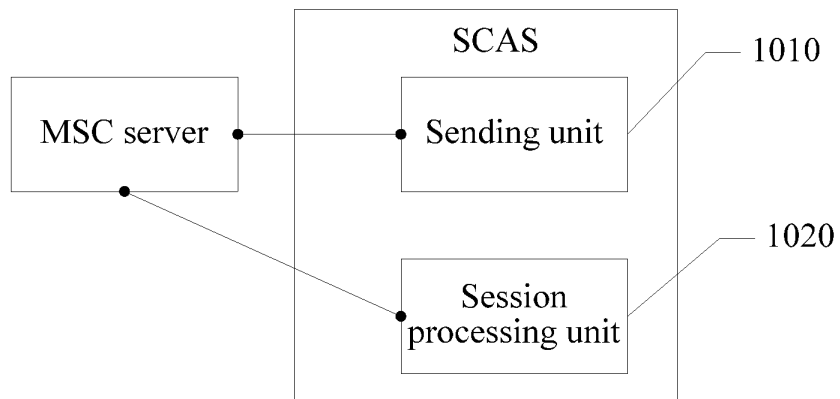 SCAS
1010
MSC server
Sending unit
1020
Session
processing unit